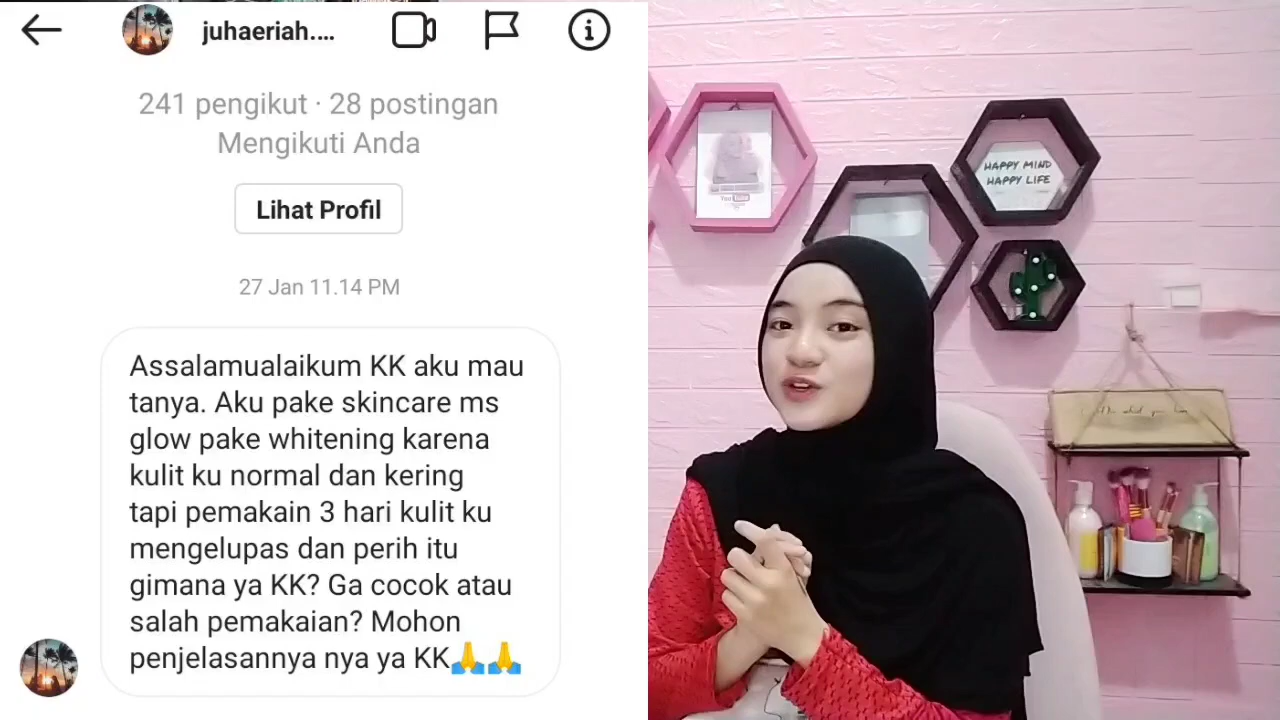 juhaeriah....
241 pengikut · 28 postingan
Mengikuti Anda
Lihat Profil
27 Jan 11.14 PM
Assalamualaikum KK aku mau
tanya. Aku pake skincare ms
glow pake whitening karena
kulit ku normal dan kering
tapi pemakain 3 hari kulit ku
mengelupas dan perih itu
gimana ya KK? Ga cocok atau
salah pemakaian? Mohon
penjelasannya nya ya KK🙏🙏
HAPPY MIND
HAPPY LIFE
YouTube